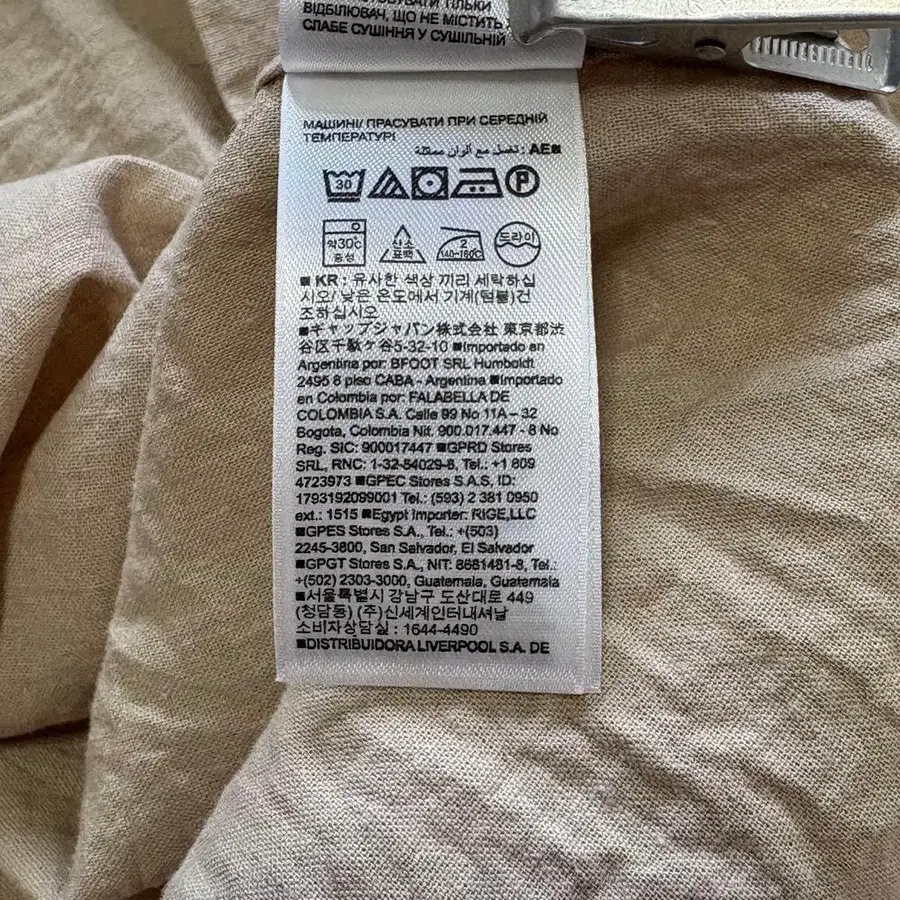 ВІДБІЛЮВАЧ, ЩО НЕ МІСТИТЬ
СЛАБЕ СУШІННЯ У СУШІЛЬНІЙ
МАШИНІ/ ПРАСУВАТИ ПРИ СЕРЕДНІЙ
ТЕМПЕРАТУРІ
■AE : تغسل مع ألوان مماثلة
30 P
약30℃ 중성 산소 표백 2 140~160℃ 드라이
■ KR : 유사한 색상 끼리 세탁하십
시오/ 낮은 온도에서 기계(텀블)건
조하십시오
■ギャップジャパン株式会社 東京都渋
谷区千駄ヶ谷5-32-10 ■Importado en
Argentina por: BFOOT SRL Humboldt
2495 8 piso CABA - Argentina ■Importado
en Colombia por: FALABELLA DE
COLOMBIA S.A. Calle 99 No 11A – 32
Bogota, Colombia Nit. 900.017.447 - 8 No
Reg. SIC: 900017447 ■GPRD Stores
SRL, RNC: 1-32-54029-8, Tel.: +1 809
4723973 ■GPEC Stores S.A.S, ID:
1793192099001 Tel.: (593) 2 381 0950
ext.: 1515 ■Egypt Importer: RIGE,LLC
■GPES Stores S.A., Tel.: +(503)
2245-3800, San Salvador, El Salvador
■GPGT Stores S.A., NIT: 8681481-8, Tel.:
+(502) 2303-3000, Guatemala, Guatemala
■서울특별시 강남구 도산대로 449
(청담동) (주)신세계인터내셔날
소비자상담실 : 1644-4490
■DISTRIBUIDORA LIVERPOOL S.A. DE